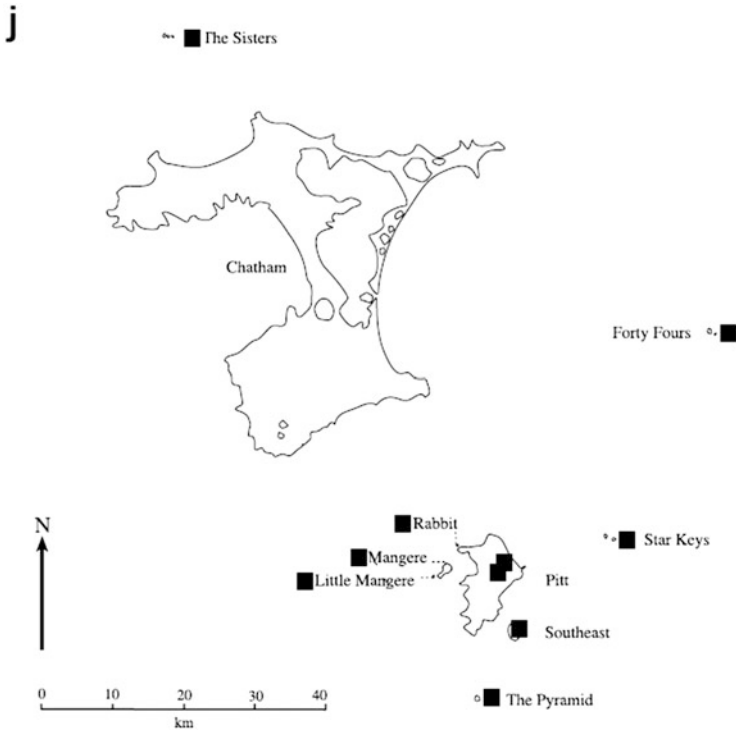 j
The Sisters
Chatham
Forty Fours
N
Rabbit
Star Keys
Mangere
Little Mangere
Pitt
Southeast
The Pyramid
0 10 20 30 40
km